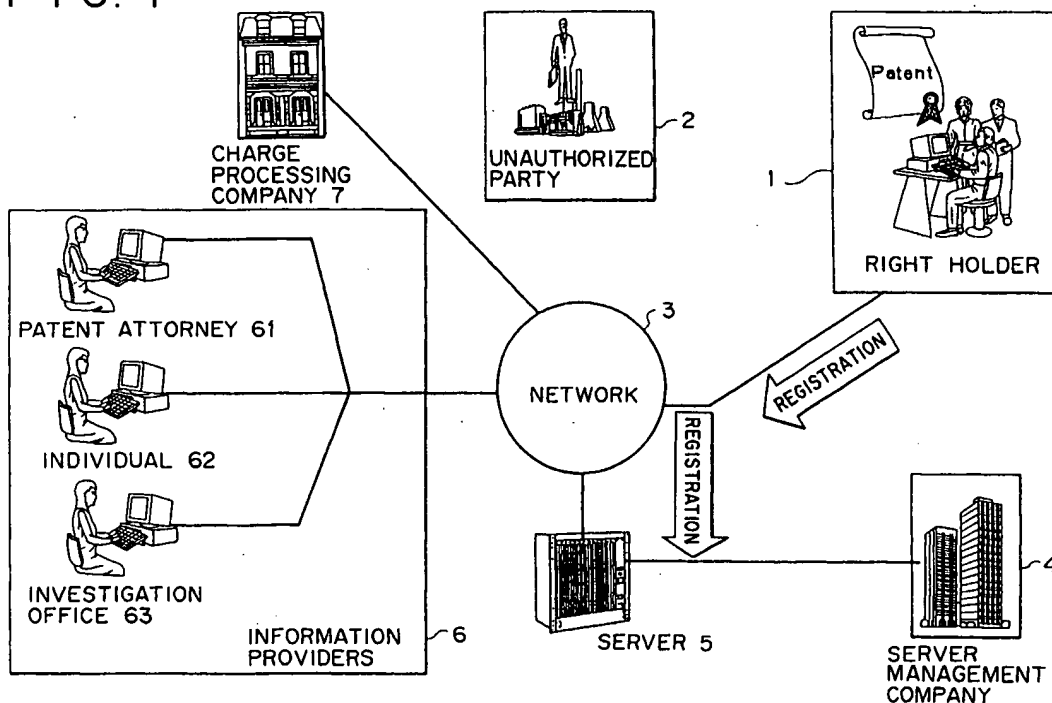 FIG. 1
Patent
1
2
UNAUTHORIZED
PARTY
CHARGE
PROCESSING
COMPANY 7
RIGHT HOLDER
PATENT ATTORNEY 61
3
REGISTRATION
NETWORK
INDIVIDUAL 62
REGISTRATION
INVESTIGATION
OFFICE 63
INFORMATION
PROVIDERS
6
SERVER 5
4
SERVER
MANAGEMENT
COMPANY